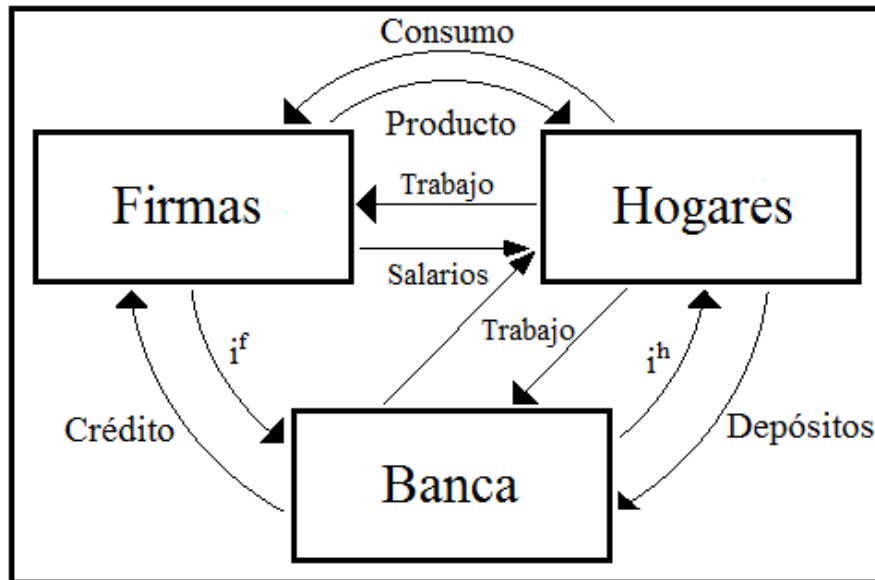 Consumo
Producto
Firmas
Trabajo
Hogares
Salarios
Trabajo
i^f
i^h
Crédito
Depósitos
Banca